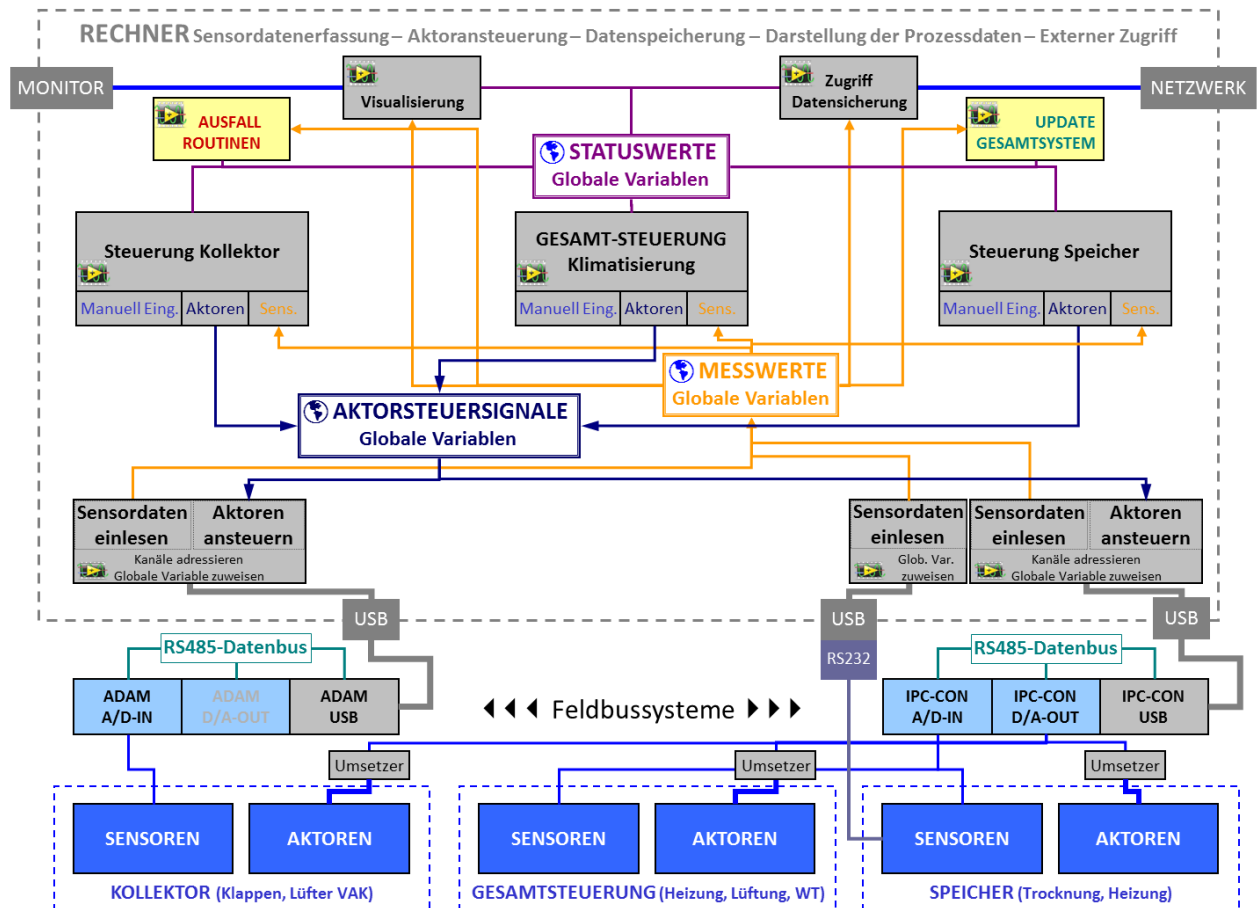 RECHNER Sensordatenerfassung – Aktoransteuerung – Datenspeicherung – Darstellung der Prozessdaten – Externer Zugriff
MONITOR
Visualisierung
Zugriff
Datensicherung
NETZWERK
AUSFALL
ROUTINEN
UPDATE
GESAMTSYSTEM
STATUSWERTE
Globale Variablen
Steuerung Kollektor
Manuell Eing.
Aktoren
Sens.
GESAMT-STEUERUNG
Klimatisierung
Manuell Eing.
Aktoren
Sens.
Steuerung Speicher
Manuell Eing.
Aktoren
Sens.
MESSWERTE
Globale Variablen
AKTORSTEUERSIGNALE
Globale Variablen
Sensordaten
einlesen
Aktoren
ansteuern
Kanäle adressieren
Globale Variable zuweisen
Sensordaten
einlesen
Glob. Var.
zuweisen
Sensordaten
einlesen
Aktoren
ansteuern
Kanäle adressieren
Globale Variable zuweisen
USB
USB
USB
RS232
RS485-Datenbus
RS485-Datenbus
ADAM
A/D-IN
ADAM
D/A-OUT
ADAM
USB
Feldbussysteme
IPC-CON
A/D-IN
IPC-CON
D/A-OUT
IPC-CON
USB
Umsetzer
Umsetzer
Umsetzer
SENSOREN
AKTOREN
SENSOREN
AKTOREN
SENSOREN
AKTOREN
KOLLEKTOR (Klappen, Lüfter VAK)
GESAMTSTEUERUNG (Heizung, Lüftung, WT)
SPEICHER (Trocknung, Heizung)